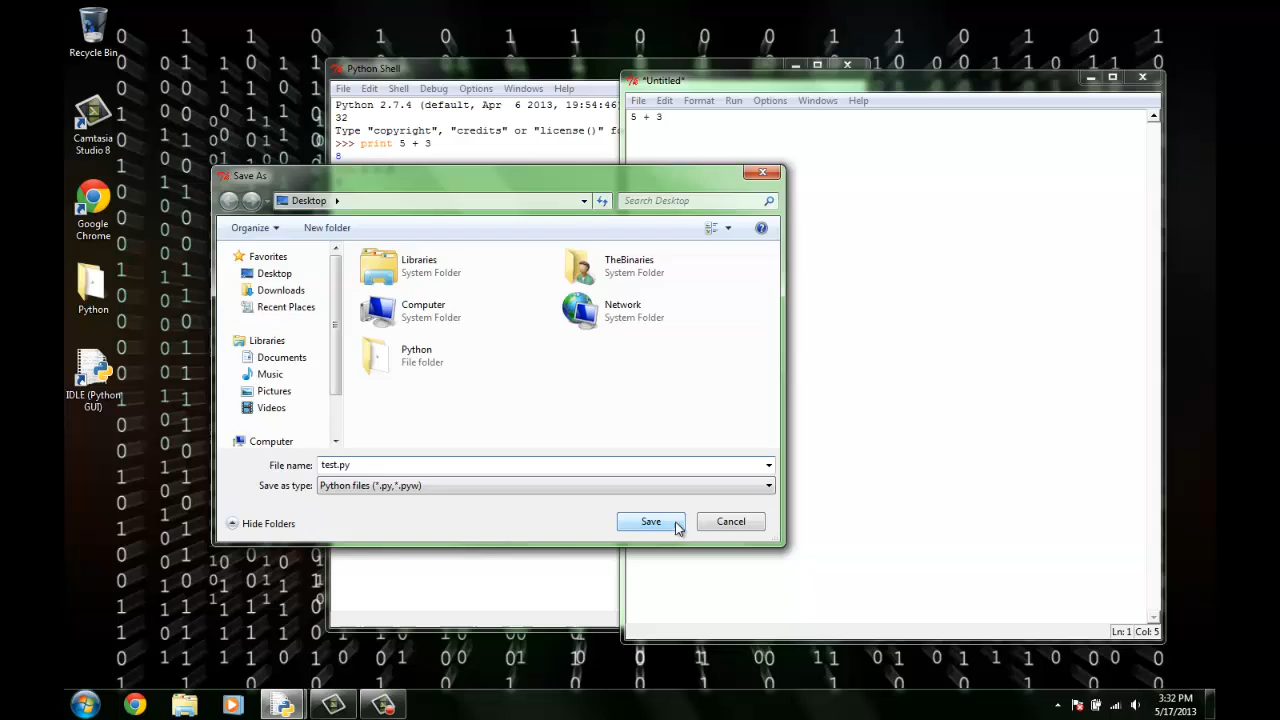 Recycle Bin
Camtasia
Studio 8
Google
Chrome
Python
IDLE (Python
GUI)
Python Shell
File Edit Shell Debug Options Windows Help
Python 2.7.4 (default, Apr  6 2013, 19:54:46
32
Type "copyright", "credits" or "license()" fo
>>> print 5 + 3
8
*Untitled*
File Edit Format Run Options Windows Help
5 + 3
Ln: 1 Col: 5
Save As
Desktop
Search Desktop
Organize
New folder
Favorites
Desktop
Downloads
Recent Places
Libraries
Documents
Music
Pictures
Videos
Computer
Libraries
System Folder
TheBinaries
System Folder
Computer
System Folder
Network
System Folder
Python
File folder
File name: test.py
Save as type: Python files (*.py,*.pyw)
Hide Folders
Save
Cancel
3:32 PM
5/17/2013